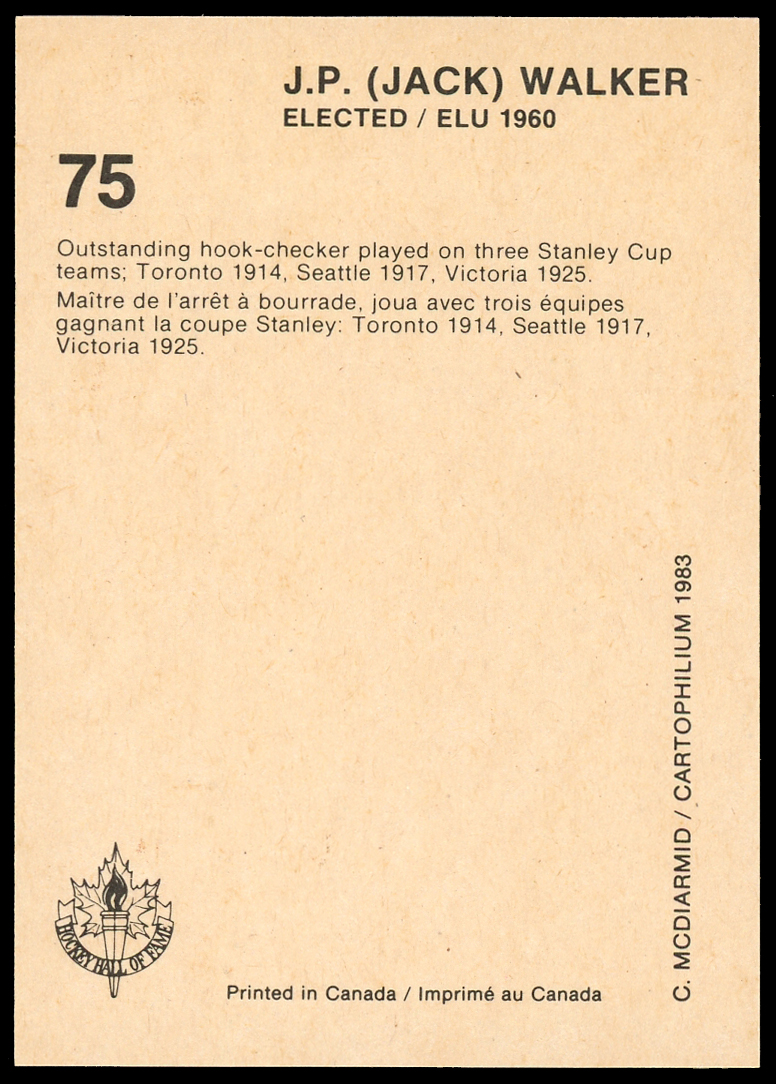 J.P. (JACK) WALKER
ELECTED / ELU 1960
75
Outstanding hook-checker played on three Stanley Cup
teams; Toronto 1914, Seattle 1917, Victoria 1925.
Maître de l'arrêt à bourrade, joua avec trois équipes
gagnant la coupe Stanley: Toronto 1914, Seattle 1917,
Victoria 1925.
C. MCDIARMID / CARTOPHILIUM 1983
HOCKEY HALL OF FAME
Printed in Canada / Imprimé au Canada